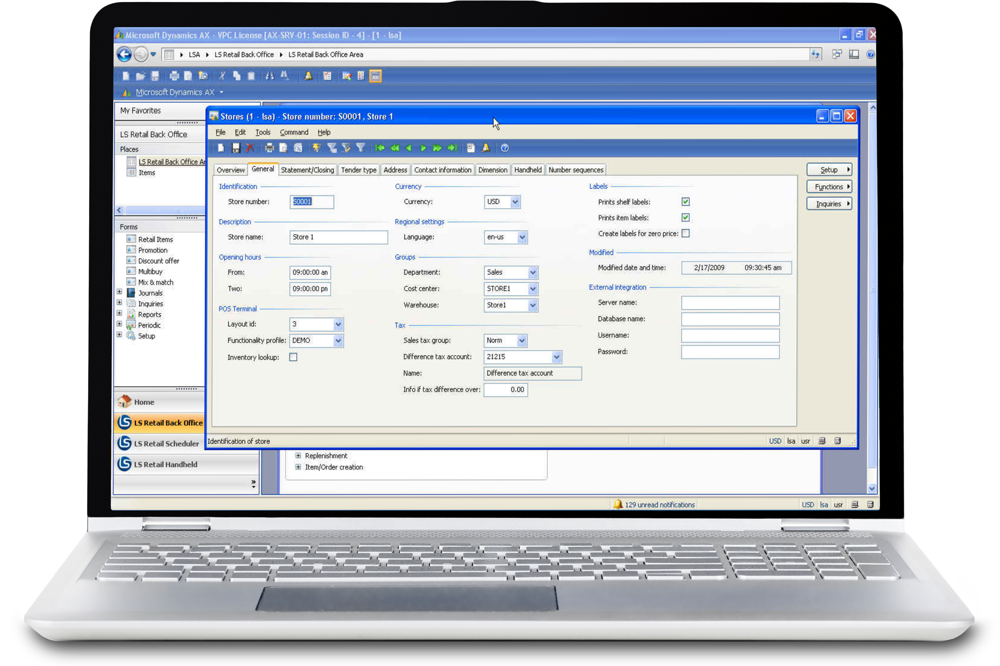 Microsoft Dynamics AX - VPC License [AX-SRV-01: Session ID - 4] - [1 - lsa]
LSA LS Retail Back Office LS Retail Back Office Area
Microsoft Dynamics AX
My Favorites
LS Retail Back Office
Places
LS Retail Back Office Ar
Items
Forms
Retail Items
Promotion
Discount offer
Multibuy
Mix & match
Journals
Inquiries
Reports
Periodic
Setup
Home
LS Retail Back Office
LS Retail Scheduler
LS Retail Handheld
Stores (1 - lsa) - Store number: S0001, Store 1
File Edit Tools Command Help
Overview General Statement/Closing Tender type Address Contact information Dimension Handheld Number sequences
Identification
Store number: S0001
Description
Store name: Store 1
Opening hours
From: 09:00:00 an
Two: 09:00:00 pn
POS Terminal
Layout id: 3
Functionality profile: DEMO
Inventory lookup:
Currency
Currency: USD
Regional settings
Language: en-us
Groups
Department: Sales
Cost center: STORE1
Warehouse: Store1
Tax
Sales tax group: Norm
Difference tax account: 21215
Name: Difference tax account
Info if tax difference over: 0.00
Labels
Prints shelf labels:
Prints item labels:
Create labels for zero price:
Modified
Modified date and time: 2/17/2009 09:30:45 am
External integration
Server name:
Database name:
Username:
Password:
Setup
Functions
Inquiries
Identification of store USD lsa usr
Replenishment
Item/Order creation
129 unread notifications USD lsa usr